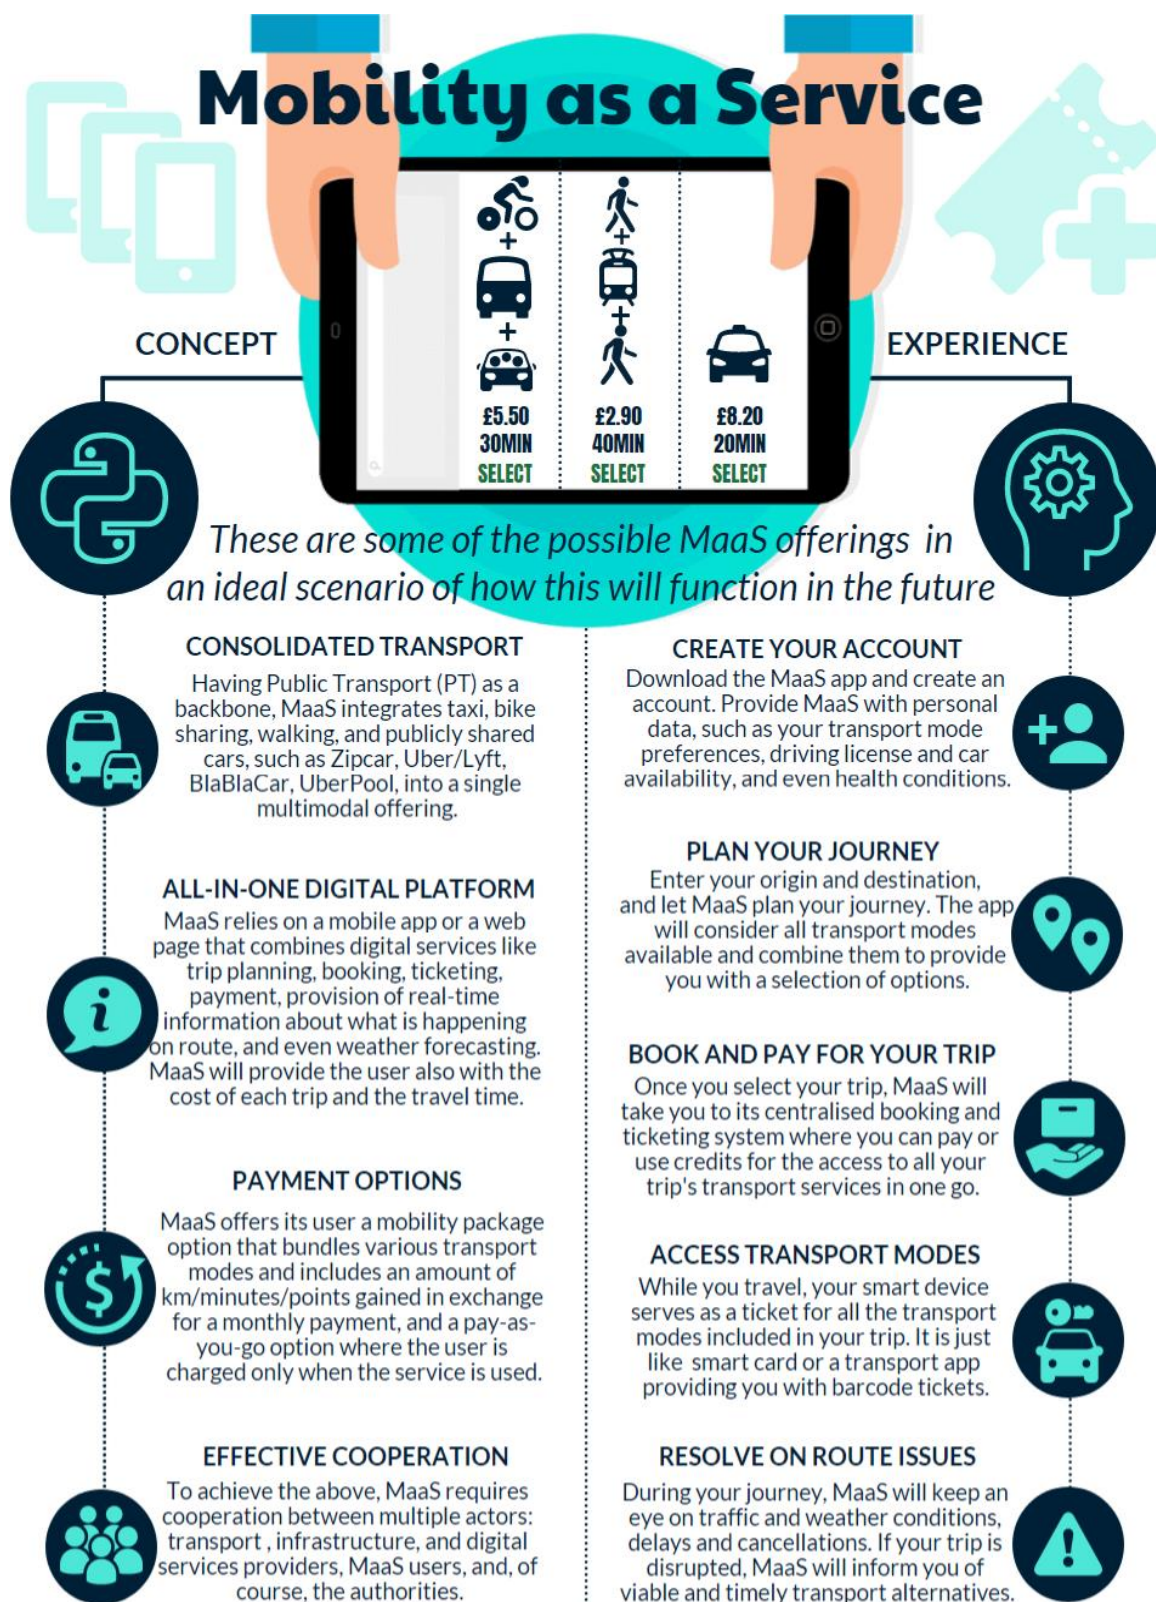 Mobility as a Service
CONCEPT
EXPERIENCE
£5.50
30MIN
SELECT
£2.90
40MIN
SELECT
£8.20
20MIN
SELECT
These are some of the possible MaaS offerings in
an ideal scenario of how this will function in the future
CONSOLIDATED TRANSPORT
Having Public Transport (PT) as a
backbone, MaaS integrates taxi, bike
sharing, walking, and publicly shared
cars, such as Zipcar, Uber/Lyft,
BlaBlaCar, UberPool, into a single
multimodal offering.
ALL-IN-ONE DIGITAL PLATFORM
MaaS relies on a mobile app or a web
page that combines digital services like
trip planning, booking, ticketing,
payment, provision of real-time
information about what is happening
on route, and even weather forecasting.
MaaS will provide the user also with the
cost of each trip and the travel time.
PAYMENT OPTIONS
MaaS offers its user a mobility package
option that bundles various transport
modes and includes an amount of
km/minutes/points gained in exchange
for a monthly payment, and a pay-as-
you-go option where the user is
charged only when the service is used.
EFFECTIVE COOPERATION
To achieve the above, MaaS requires
cooperation between multiple actors:
transport , infrastructure, and digital
services providers, MaaS users, and, of
course, the authorities.
CREATE YOUR ACCOUNT
Download the MaaS app and create an
account. Provide MaaS with personal
data, such as your transport mode
preferences, driving license and car
availability, and even health conditions.
PLAN YOUR JOURNEY
Enter your origin and destination,
and let MaaS plan your journey. The app
will consider all transport modes
available and combine them to provide
you with a selection of options.
BOOK AND PAY FOR YOUR TRIP
Once you select your trip, MaaS will
take you to its centralised booking and
ticketing system where you can pay or
use credits for the access to all your
trip's transport services in one go.
ACCESS TRANSPORT MODES
While you travel, your smart device
serves as a ticket for all the transport
modes included in your trip. It is just
like smart card or a transport app
providing you with barcode tickets.
RESOLVE ON ROUTE ISSUES
During your journey, MaaS will keep an
eye on traffic and weather conditions,
delays and cancellations. If your trip is
disrupted, MaaS will inform you of
viable and timely transport alternatives.